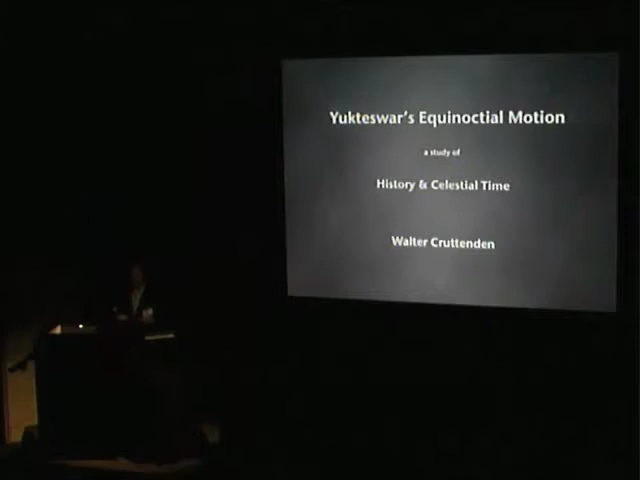 Yukteswar's Equinoctial Motion
a study of
History & Celestial Time
Walter Cruttenden